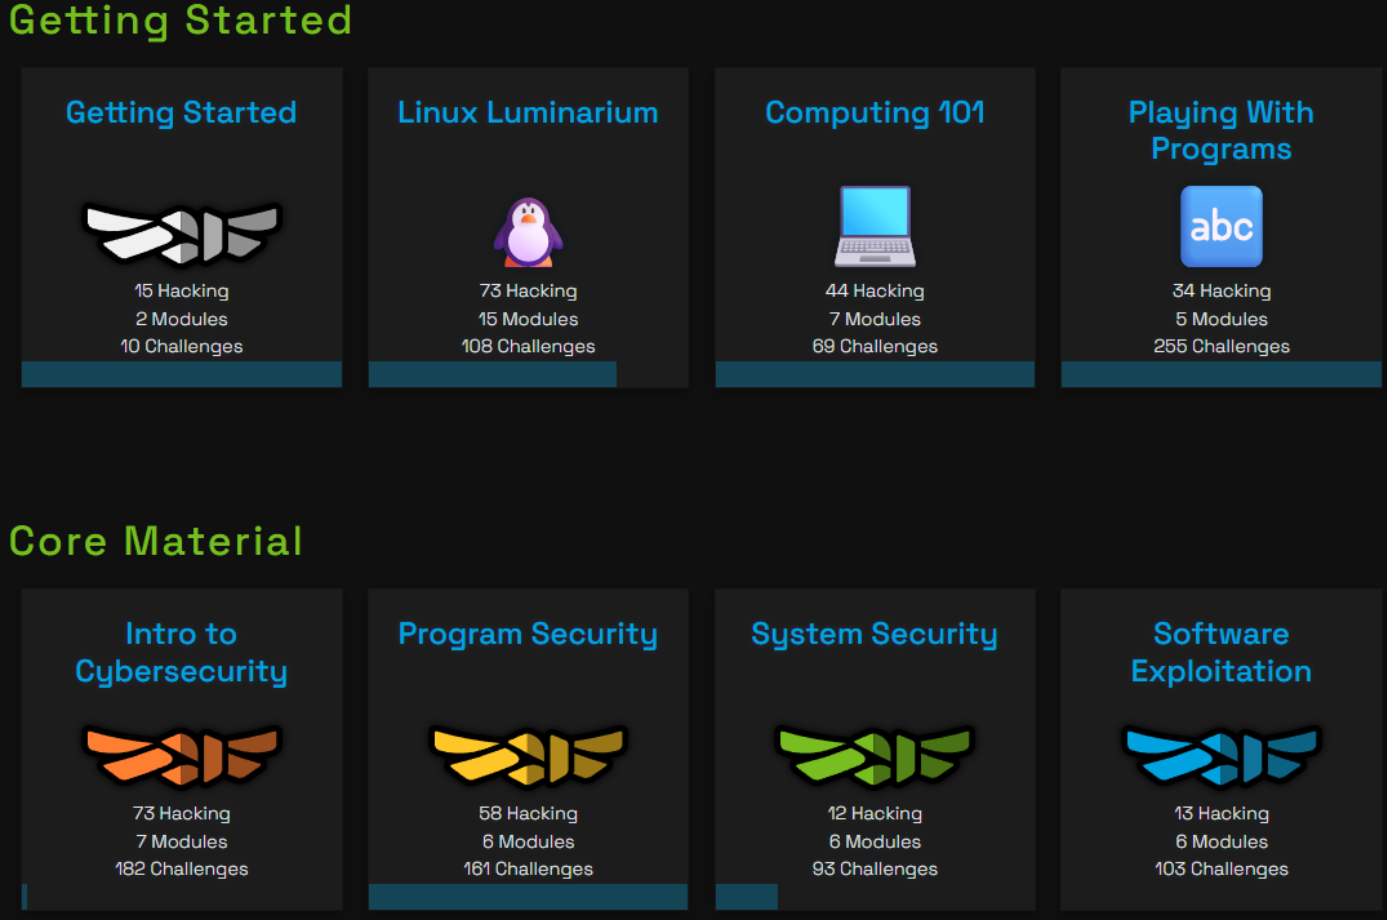 Getting Started
Getting Started
Linux Luminarium
Computing 101
Playing With
Programs
abc
15 Hacking
2 Modules
10 Challenges
73 Hacking
15 Modules
108 Challenges
44 Hacking
7 Modules
69 Challenges
34 Hacking
5 Modules
255 Challenges
Core Material
Intro to
Cybersecurity
Program Security
System Security
Software
Exploitation
73 Hacking
7 Modules
182 Challenges
58 Hacking
6 Modules
161 Challenges
12 Hacking
6 Modules
93 Challenges
13 Hacking
6 Modules
103 Challenges